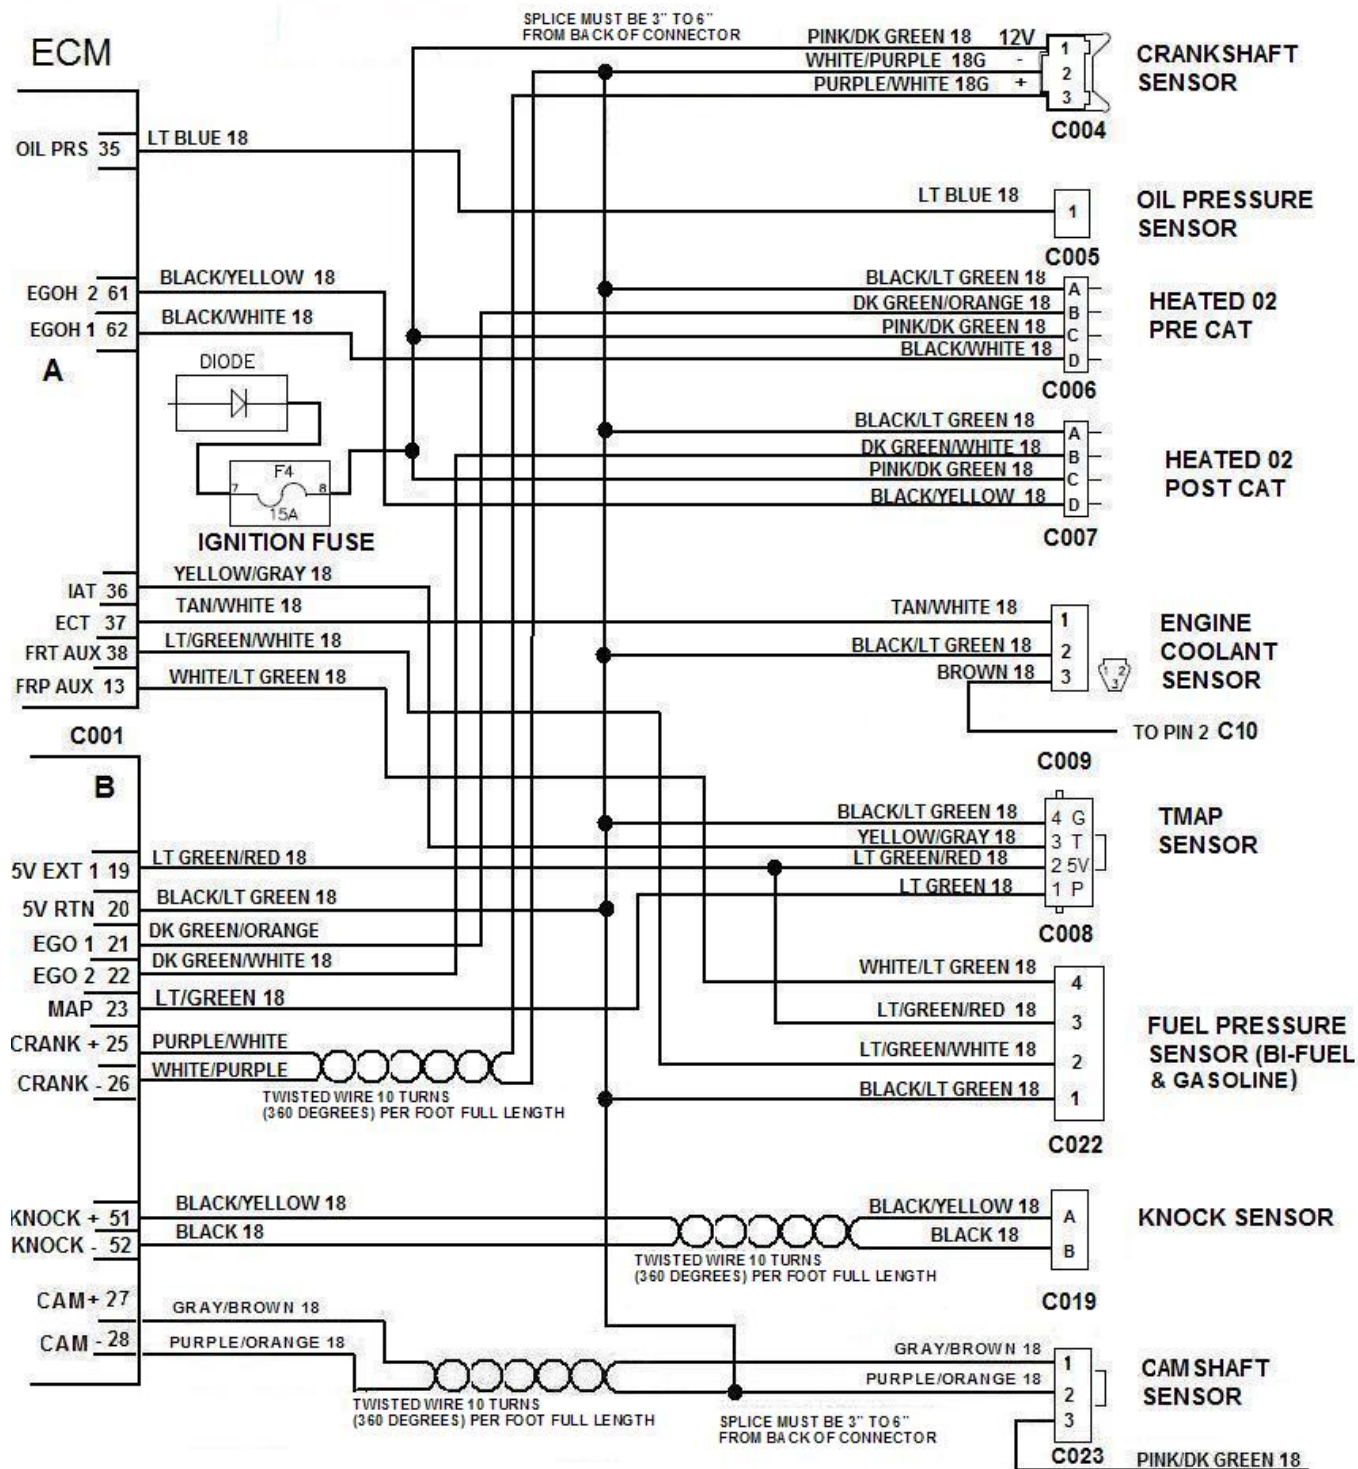 SPLICE MUST BE 3" TO 6"
FROM BACK OF CONNECTOR
ECM
PINK/DK GREEN 18 12V
WHITE/PURPLE 18G -
PURPLE/WHITE 18G +
1
2
3
C004
CRANKSHAFT
SENSOR
OIL PRS 35
LT BLUE 18
LT BLUE 18
1
C005
OIL PRESSURE
SENSOR
EGOH 2 61
BLACK/YELLOW 18
EGOH 1 62
BLACK/WHITE 18
A
BLACK/LT GREEN 18
A
DK GREEN/ORANGE 18
B
PINK/DK GREEN 18
C
BLACK/WHITE 18
D
C006
HEATED 02
PRE CAT
DIODE
F4
7
8
15A
IGNITION FUSE
BLACK/LT GREEN 18
A
DK GREEN/WHITE 18
B
PINK/DK GREEN 18
C
BLACK/YELLOW 18
D
C007
HEATED 02
POST CAT
IAT 36
YELLOW/GRAY 18
ECT 37
TAN/WHITE 18
FRT AUX 38
LT/GREEN/WHITE 18
FRP AUX 13
WHITE/LT GREEN 18
C001
TAN/WHITE 18
1
BLACK/LT GREEN 18
2
BROWN 18
3
1 2
3
ENGINE
COOLANT
SENSOR
TO PIN 2 C10
C009
B
BLACK/LT GREEN 18
4 G
YELLOW/GRAY 18
3 T
LT GREEN/RED 18
2 5V
LT GREEN 18
1 P
C008
TMAP
SENSOR
5V EXT 1 19
LT GREEN/RED 18
5V RTN 20
BLACK/LT GREEN 18
EGO 1 21
DK GREEN/ORANGE
EGO 2 22
DK GREEN/WHITE 18
MAP 23
LT/GREEN 18
CRANK + 25
PURPLE/WHITE
CRANK - 26
WHITE/PURPLE
TWISTED WIRE 10 TURNS
(360 DEGREES) PER FOOT FULL LENGTH
WHITE/LT GREEN 18
4
LT/GREEN/RED 18
3
LT/GREEN/WHITE 18
2
BLACK/LT GREEN 18
1
C022
FUEL PRESSURE
SENSOR (BI-FUEL
& GASOLINE)
KNOCK + 51
BLACK/YELLOW 18
KNOCK - 52
BLACK 18
BLACK/YELLOW 18
A
BLACK 18
B
TWISTED WIRE 10 TURNS
(360 DEGREES) PER FOOT FULL LENGTH
C019
KNOCK SENSOR
CAM+ 27
GRAY/BROWN 18
CAM - 28
PURPLE/ORANGE 18
TWISTED WIRE 10 TURNS
(360 DEGREES) PER FOOT FULL LENGTH
GRAY/BROWN 18
1
PURPLE/ORANGE 18
2
3
SPLICE MUST BE 3" TO 6"
FROM BACK OF CONNECTOR
C023
CAMSHAFT
SENSOR
PINK/DK GREEN 18